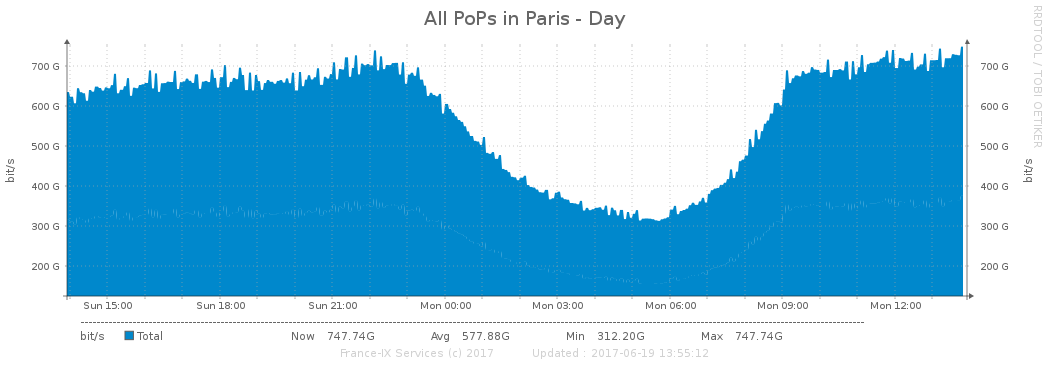 All PoPs in Paris - Day
RRDTOOL / TOBI OETIKER
bit/s
700 G
600 G
500 G
400 G
300 G
200 G
700 G
600 G
500 G
400 G
300 G
200 G
bit/s
Sun 15:00 Sun 18:00 Sun 21:00 Mon 00:00 Mon 03:00 Mon 06:00 Mon 09:00 Mon 12:00
bit/s Total Now 747.74G Avg 577.88G Min 312.20G Max 747.74G
France-IX Services (c) 2017 Updated : 2017-06-19 13:55:12